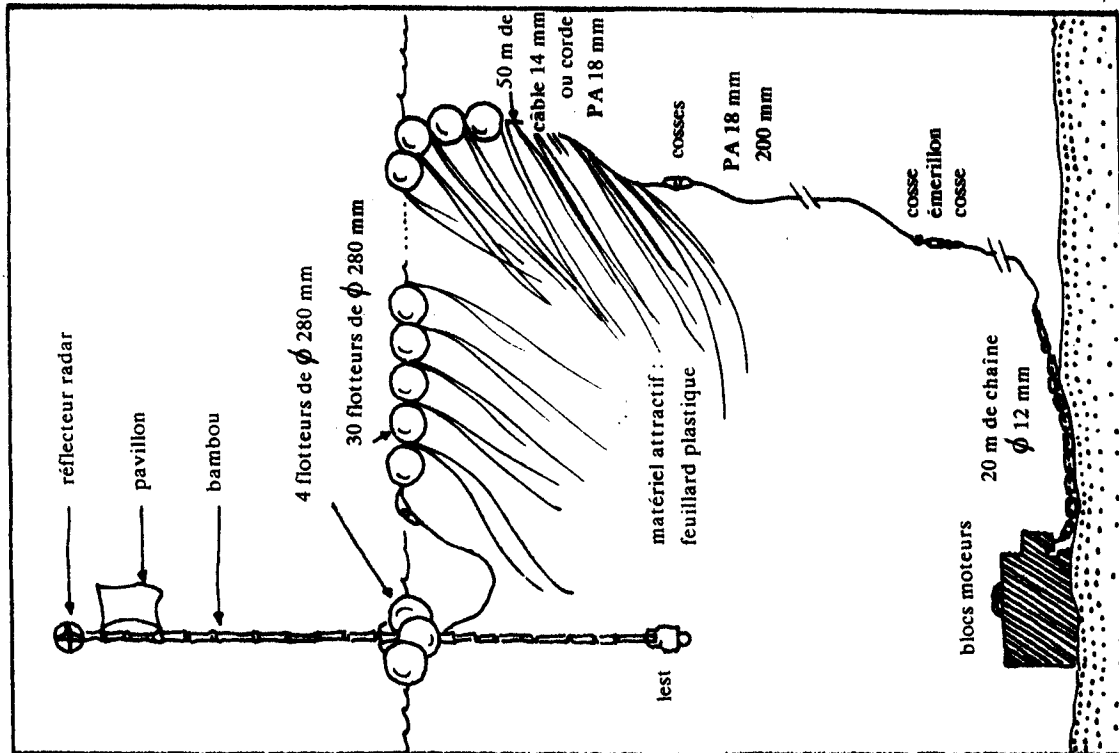 réflecteur radar
pavillon
bambou
4 flotteurs de ϕ 280 mm
30 flotteurs de ϕ 280 mm
50 m de
câble 14 mm
ou corde
PA 18 mm
cosses
PA 18 mm
200 mm
matériel attractif :
feuillard plastique
cosse
émerillon
cosse
lest
20 m de chaîne
ϕ 12 mm
blocs moteurs